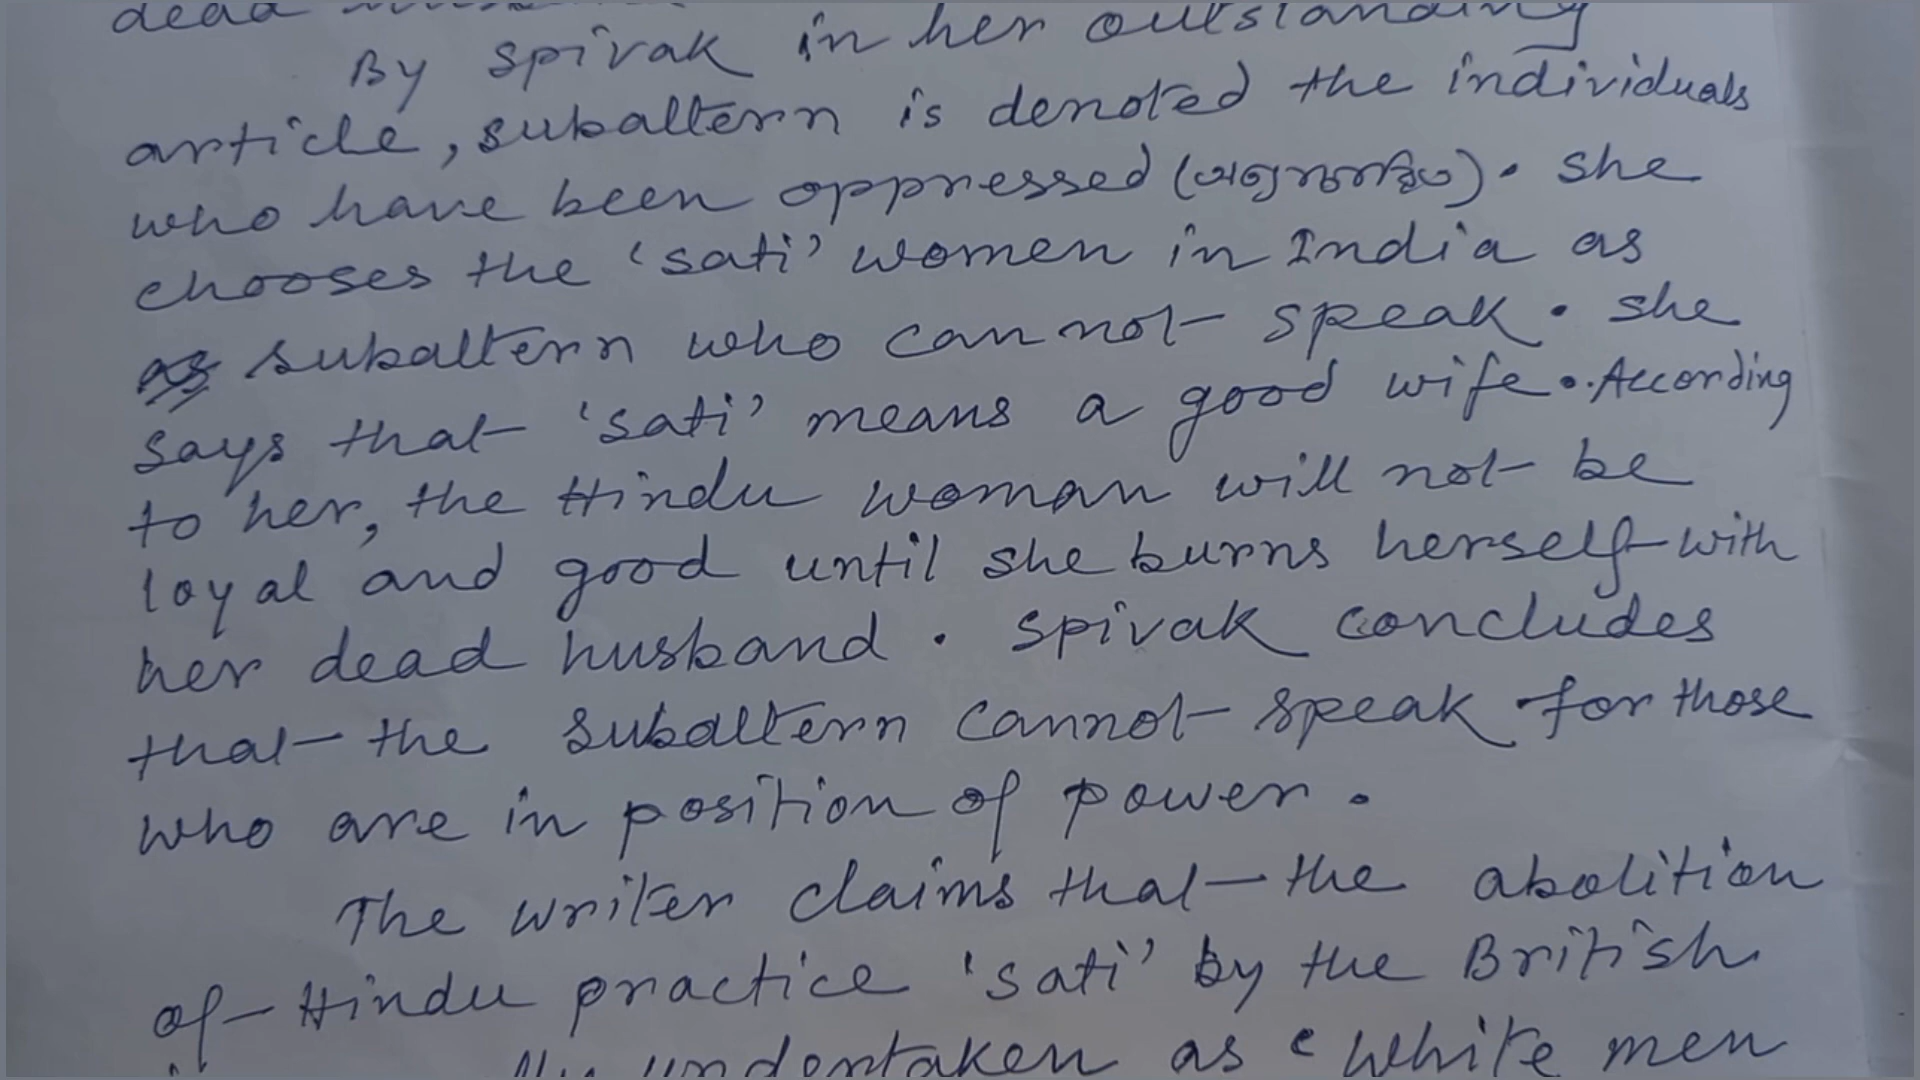 dead
By Spivak in her outstanding
article, subaltern is denoted the individuals
who have been oppressed ( ). She
chooses the 'sati' women in India as
as subaltern who can not speak. She
says that 'sati' means a good wife. According
to her, the Hindu woman will not be
loyal and good until she burns herself with
her dead husband. Spivak concludes
that the subaltern cannot speak for those
who are in position of power.
The writer claims that the abolition
of Hindu practice 'sati' by the British
undertaken as "White men